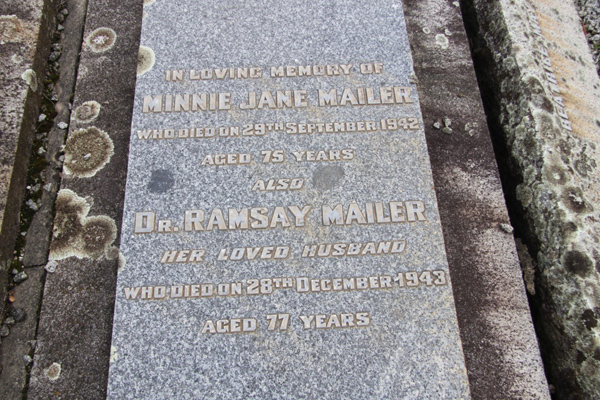 IN LOVING MEMORY OF
MINNIE JANE MAILER
WHO DIED ON 29TH SEPTEMBER 1942
AGED 75 YEARS
ALSO
DR. RAMSAY MAILER
HER LOVED HUSBAND
WHO DIED ON 28TH DECEMBER 1943
AGED 77 YEARS